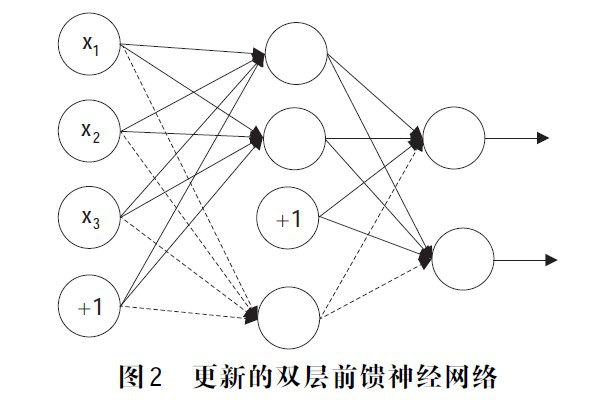 x₁
x₂
x₃
+1
+1
图2 更新的双层前馈神经网络